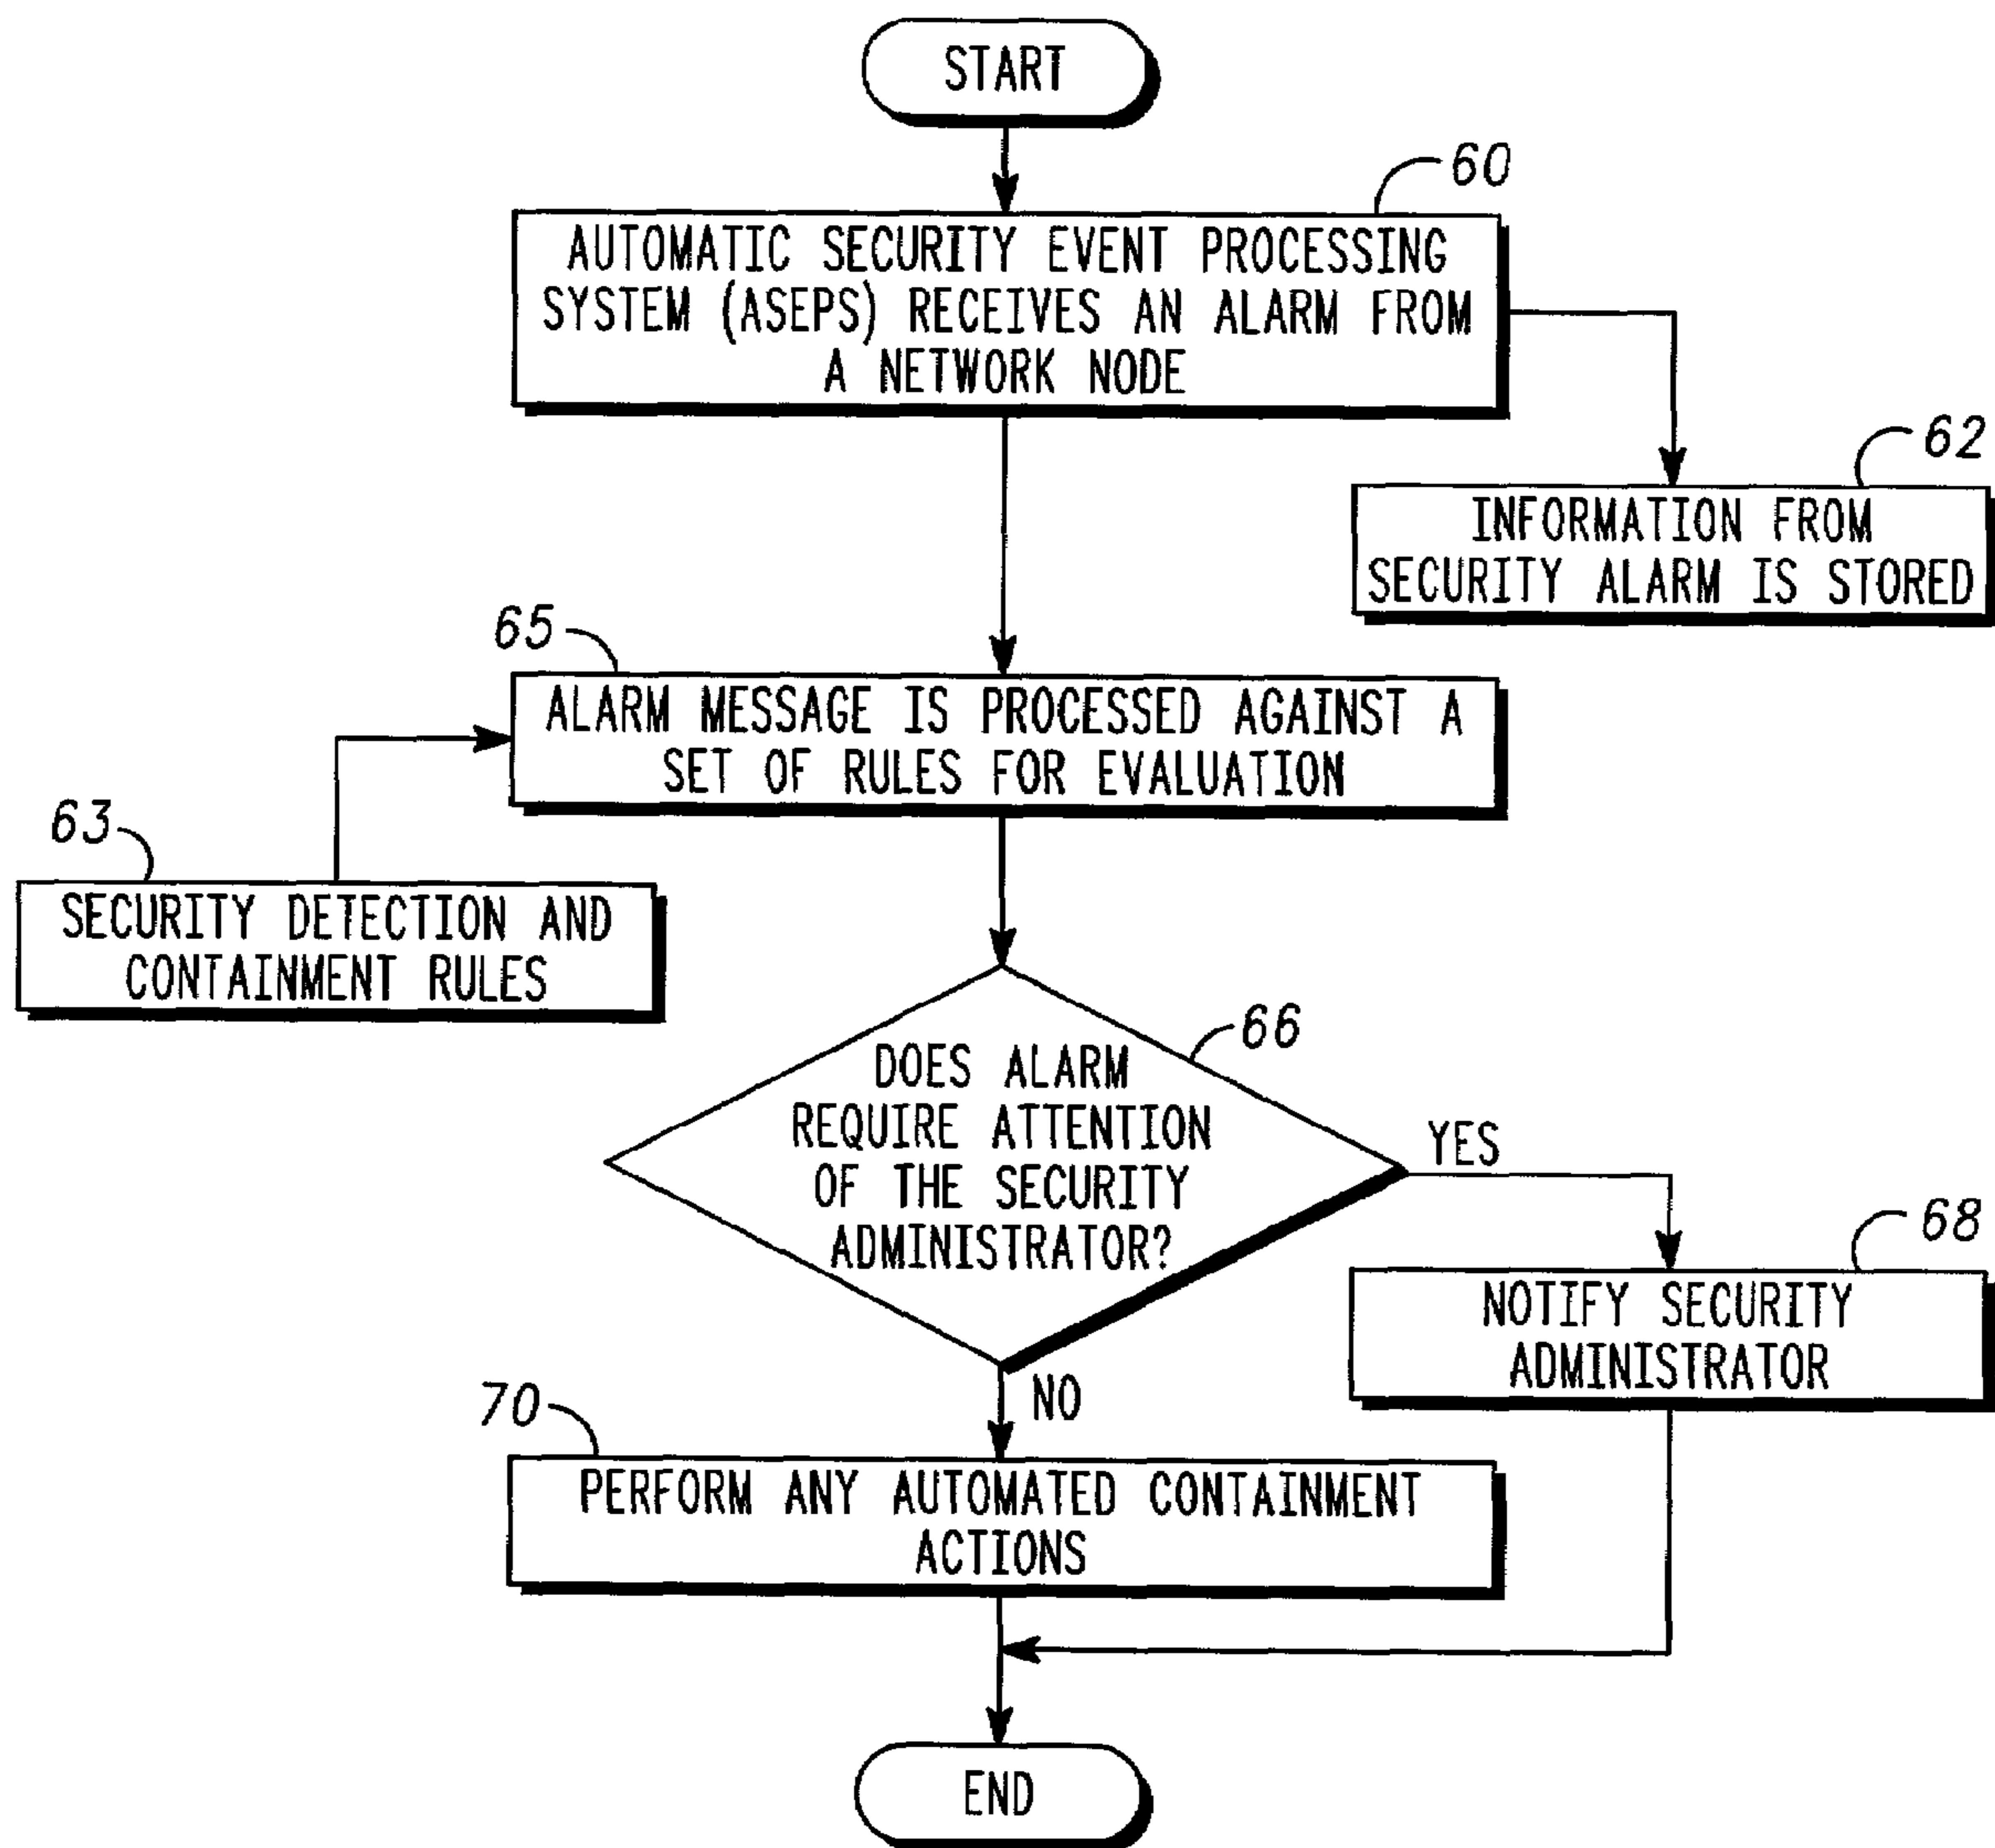 START
60
AUTOMATIC SECURITY EVENT PROCESSING
SYSTEM (ASEPS) RECEIVES AN ALARM FROM
A NETWORK NODE
62
INFORMATION FROM
SECURITY ALARM IS STORED
65
ALARM MESSAGE IS PROCESSED AGAINST A
SET OF RULES FOR EVALUATION
63
SECURITY DETECTION AND
CONTAINMENT RULES
66
DOES ALARM
REQUIRE ATTENTION
OF THE SECURITY
ADMINISTRATOR?
YES
68
NOTIFY SECURITY
ADMINISTRATOR
NO
70
PERFORM ANY AUTOMATED CONTAINMENT
ACTIONS
END